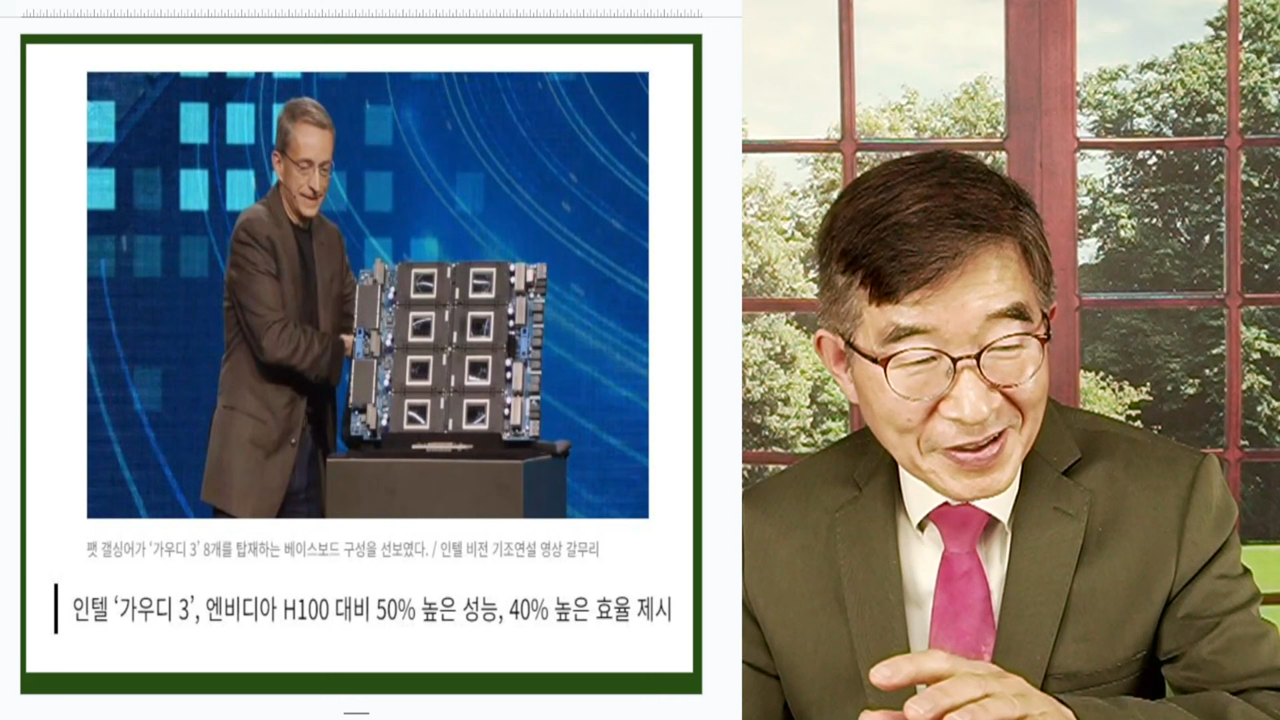 팻 갤싱어가 ‘가우디 3’ 8개를 탑재하는 베이스보드 구성을 선보였다. / 인텔 비전 기조연설 영상 갈무리
인텔 ‘가우디 3’, 엔비디아 H100 대비 50% 높은 성능, 40% 높은 효율 제시